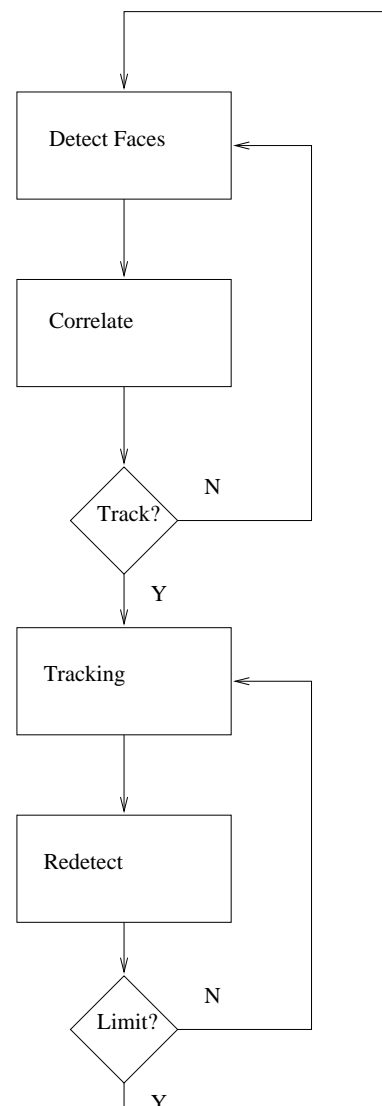 Detect Faces
Correlate
N
Track?
Y
Tracking
Redetect
N
Limit?
Y